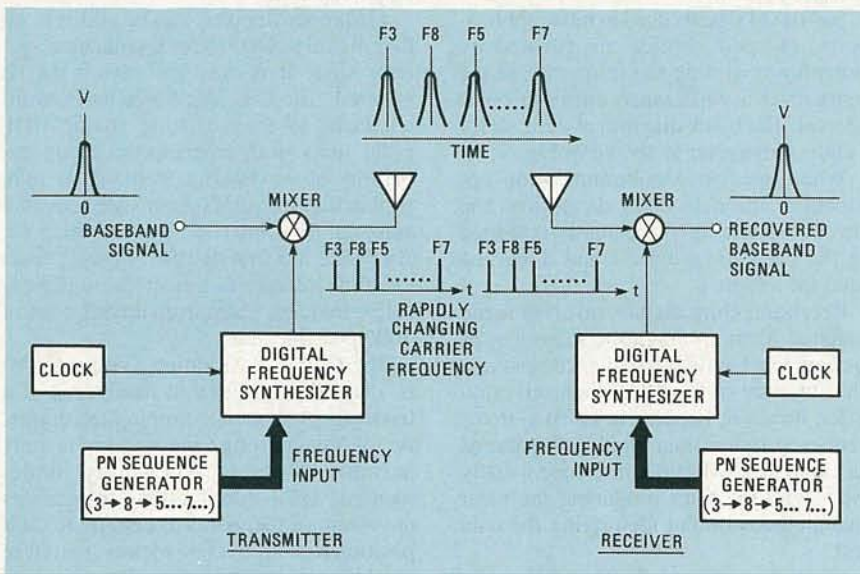 F3 F8 F5 F7
TIME
V
0
BASEBAND SIGNAL
MIXER
F3 F8 F5 ...... F7
t
RAPIDLY
CHANGING
CARRIER
FREQUENCY
CLOCK
DIGITAL
FREQUENCY
SYNTHESIZER
PN SEQUENCE
GENERATOR
(3→8→5...7...)
FREQUENCY
INPUT
TRANSMITTER
V
0
MIXER
RECOVERED
BASEBAND
SIGNAL
F3 F8 F5 ...... F7
t
DIGITAL
FREQUENCY
SYNTHESIZER
CLOCK
FREQUENCY
INPUT
PN SEQUENCE
GENERATOR
(3→8→5...7...)
RECEIVER